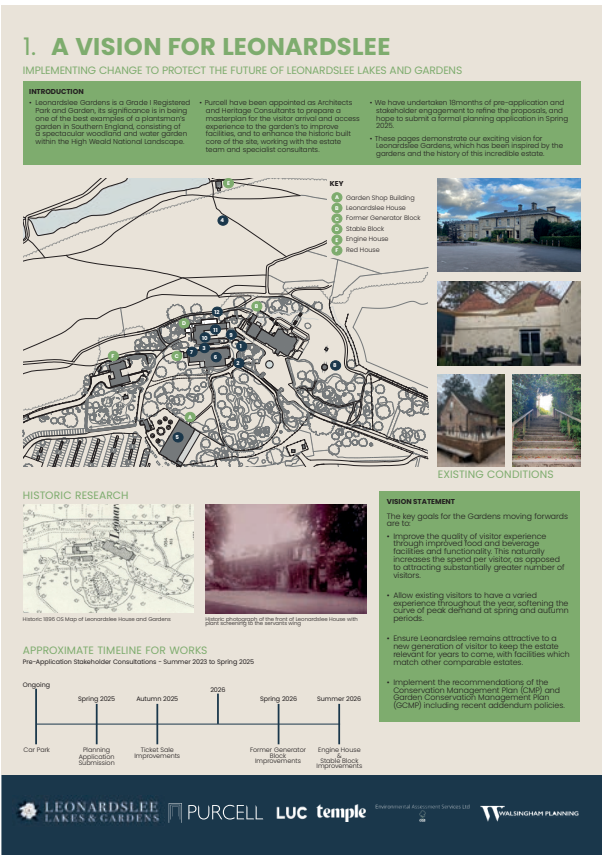 1. A VISION FOR LEONARDSLEE
IMPLEMENTING CHANGE TO PROTECT THE FUTURE OF LEONARDSLEE LAKES AND GARDENS
INTRODUCTION
• Leonardslee Gardens is a Grade I Registered
Park and Garden, its significance is in being
one of the best examples of a plantsman's
garden in Southern England, consisting of
a spectacular woodland and water garden
within the High Weald National Landscape.
• Purcell have been appointed as Architects
and Heritage Consultants to prepare a
masterplan for the visitor arrival and access
experience to the garden's to improve
facilities, and to enhance the historic built
core of the site, working with the estate
team and specialist consultants.
• We have undertaken 18months of pre-application and
stakeholder engagement to refine the proposals, and
hope to submit a formal planning application in Spring
2025.
• These pages demonstrate our exciting vision for
Leonardslee Gardens, which has been inspired by the
gardens and the history of this incredible estate.
KEY
A Garden Shop Building
B Leonardslee House
C Former Generator Block
D Stable Block
E Engine House
F Red House
E
4
12
B
D
11
10
9
1
C
7
6
2
8
F
A
5
EXISTING CONDITIONS
HISTORIC RESEARCH
Historic 1896 OS Map of Leonardslee House and Gardens
Historic photograph of the front of Leonardslee House with
plant screening to the servants wing
VISION STATEMENT
The key goals for the Gardens moving forwards
are to:
• Improve the quality of visitor experience
through improved food and beverage
facilities and functionality. This naturally
increases the spend per visitor, as opposed
to attracting substantially greater number of
visitors.
• Allow existing visitors to have a varied
experience throughout the year, softening the
curve of peak demand at spring and autumn
periods.
• Ensure Leonardslee remains attractive to a
new generation of visitor to keep the estate
relevant for years to come, with facilities which
match other comparable estates.
• Implement the recommendations of the
Conservation Management Plan (CMP) and
Garden Conservation Management Plan
(GCMP) including recent addendum policies.
APPROXIMATE TIMELINE FOR WORKS
Pre-Application Stakeholder Consultations - Summer 2023 to Spring 2025
Ongoing
Spring 2025
Autumn 2025
2026
Spring 2026
Summer 2026
Car Park
Planning
Application
Submission
Ticket Sale
Improvements
Former Generator
Block
Improvements
Engine House
&
Stable Block
Improvements
LEONARDSLEE
LAKES & GARDENS
PURCELL
LUC
temple
Environmental Assessment Services Ltd
WALSINGHAM PLANNING